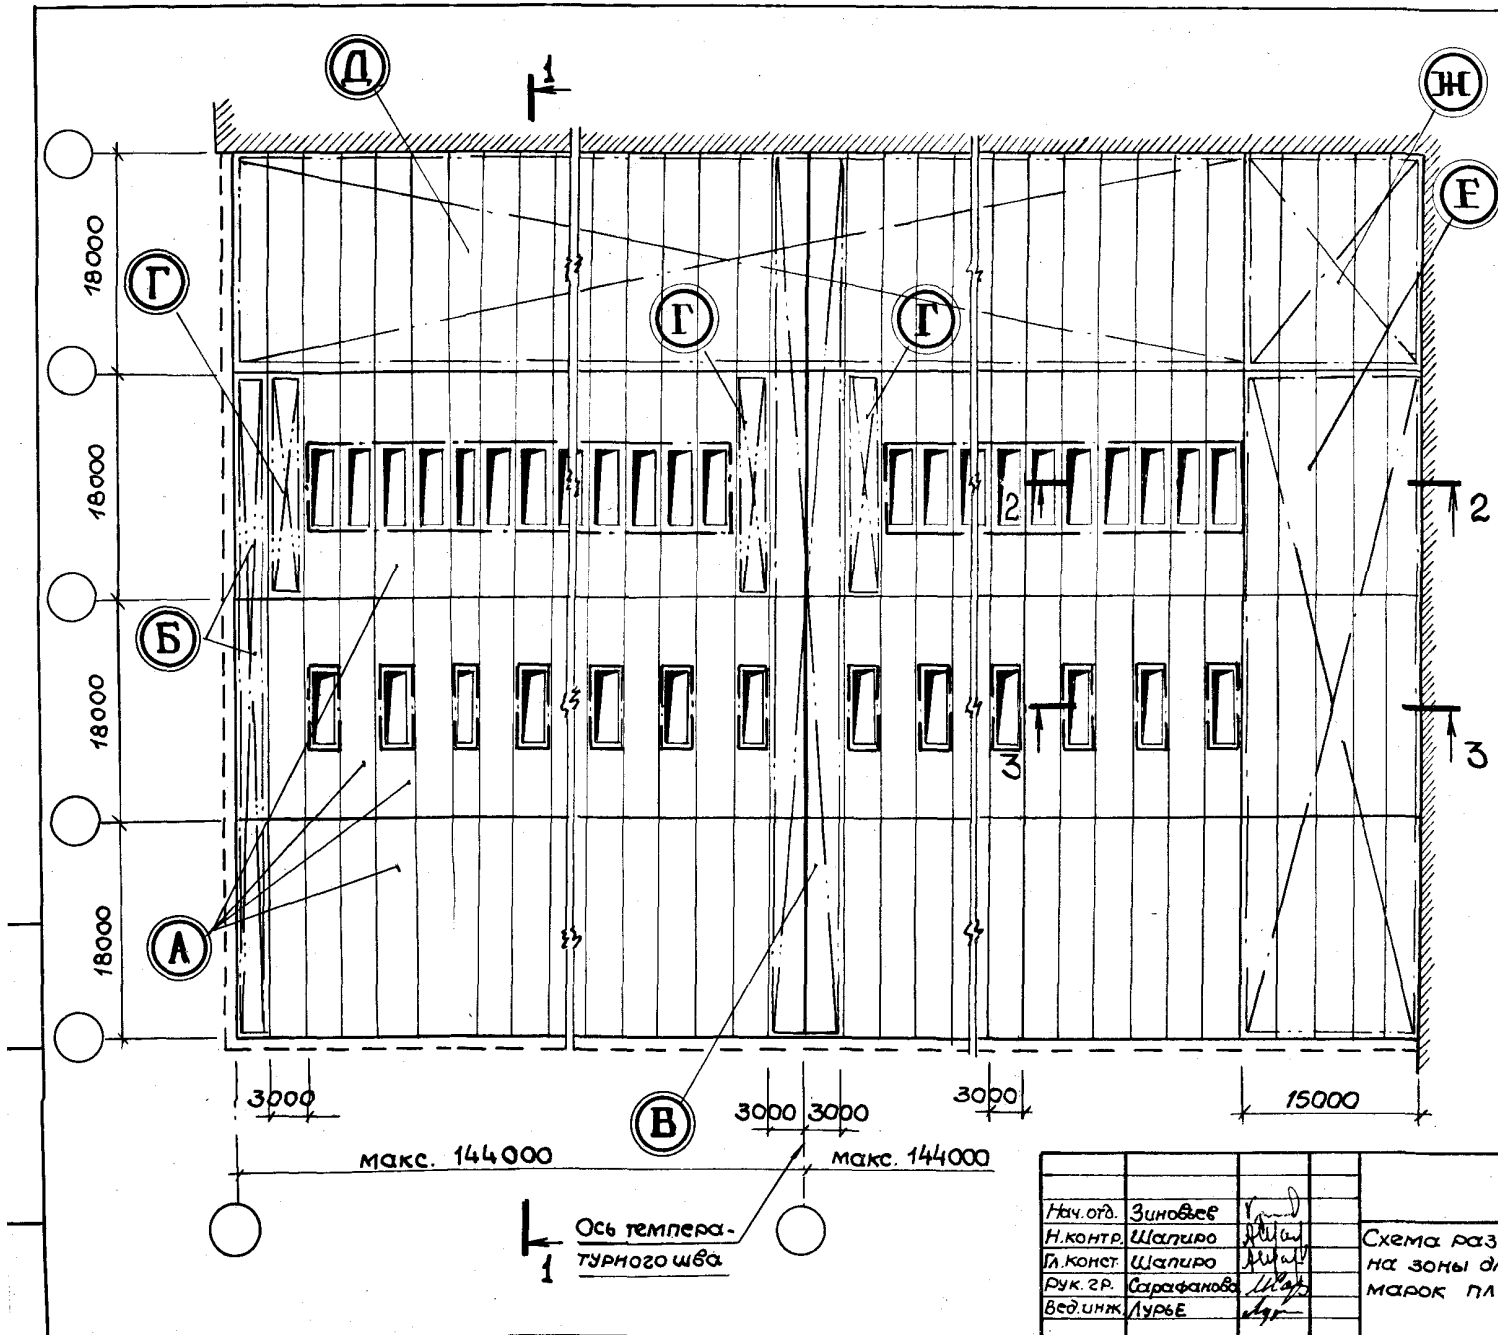 Д
1
Ж
Е
18000
Г
Г
Г
18000
2
2
Б
18000
3
3
18000
А
3000
В
3000
3000
3000
15000
макс. 144000
макс. 144000
1
Ось темпера-
турного шва
Нач.отд. Зиновьев
Н.контр. Шапиро
Гл.конст. Шапиро
Рук. гр. Сарафанова
Вед.инж. Лурье
Схема раз
на зоны дл
марок пл